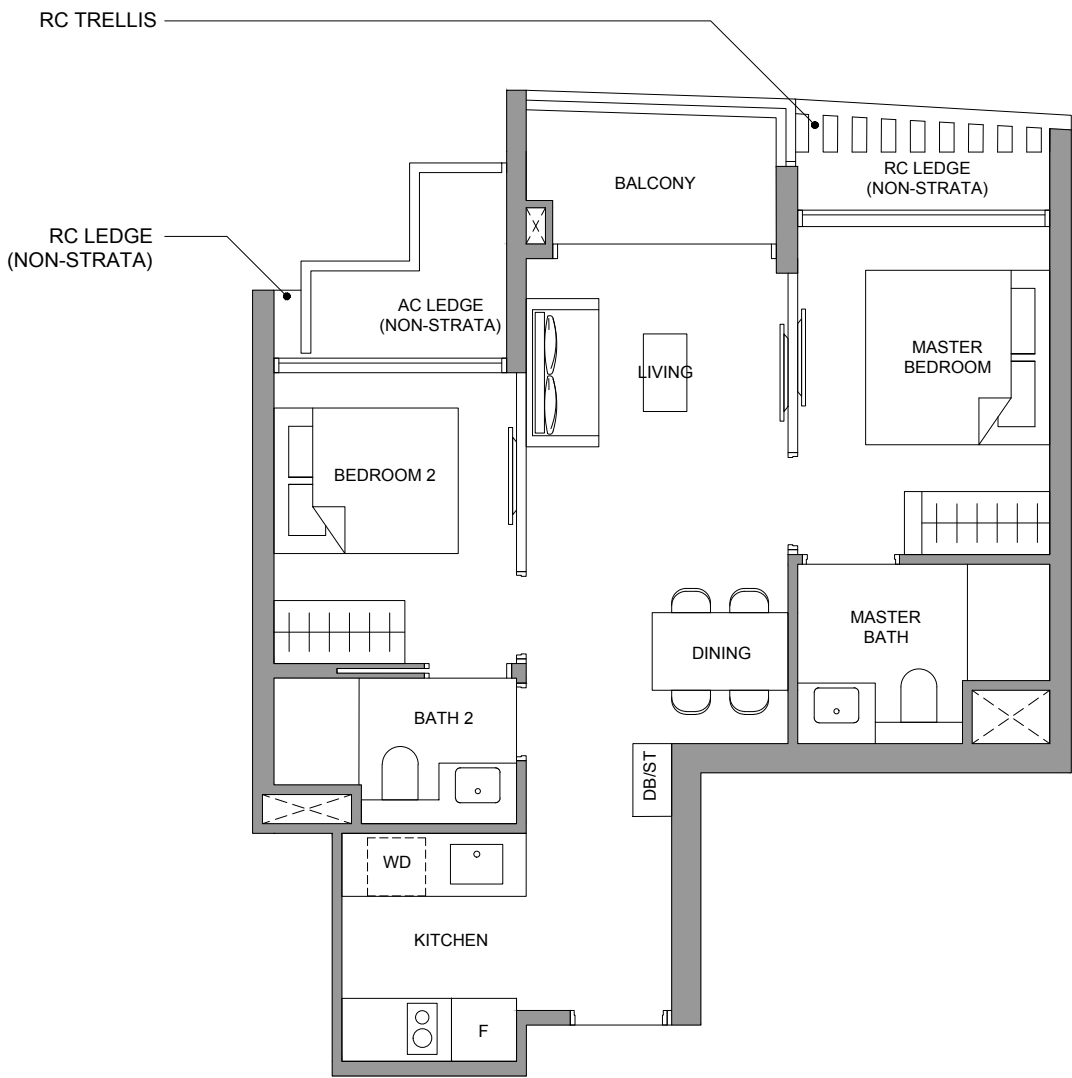 RC TRELLIS
BALCONY
RC LEDGE
(NON-STRATA)
RC LEDGE
(NON-STRATA)
AC LEDGE
(NON-STRATA)
LIVING
MASTER
BEDROOM
BEDROOM 2
MASTER
BATH
DINING
BATH 2
DB/ST
WD
KITCHEN
F